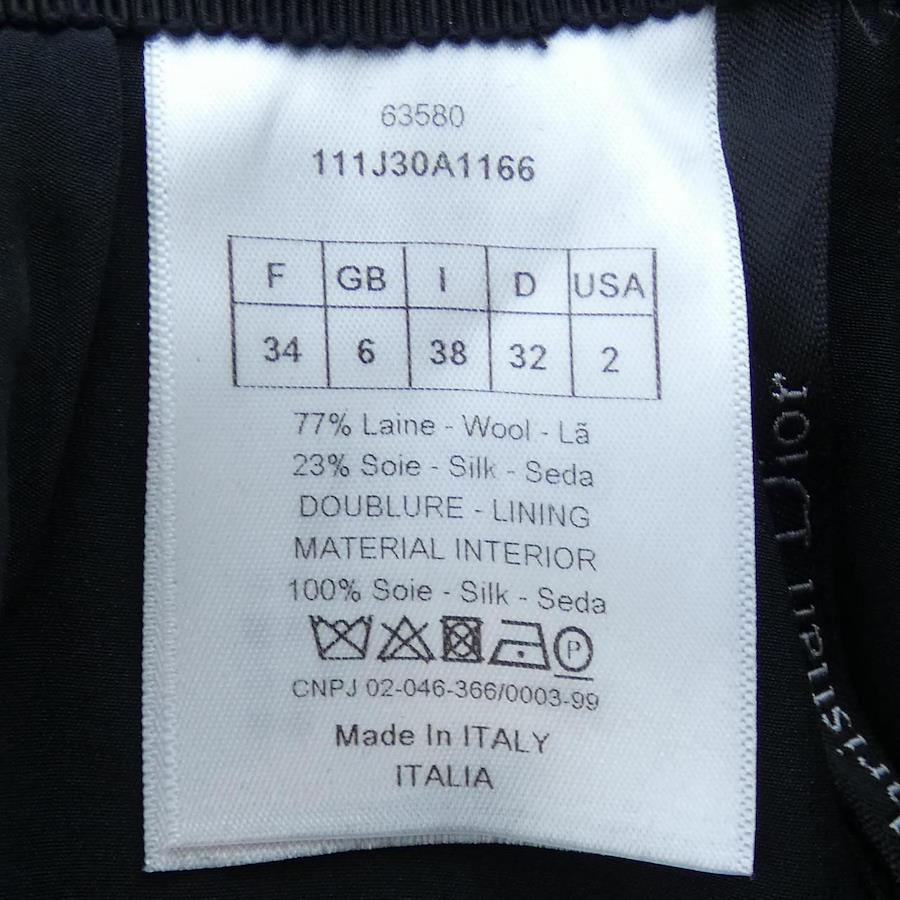 63580
111J30A1166
F GB I D USA
34 6 38 32 2
77% Laine - Wool - Lã
23% Soie - Silk - Seda
DOUBLURE - LINING
MATERIAL INTERIOR
100% Soie - Silk - Seda
P
CNPJ 02-046-366/0003-99
Made In ITALY
ITALIA
Dior